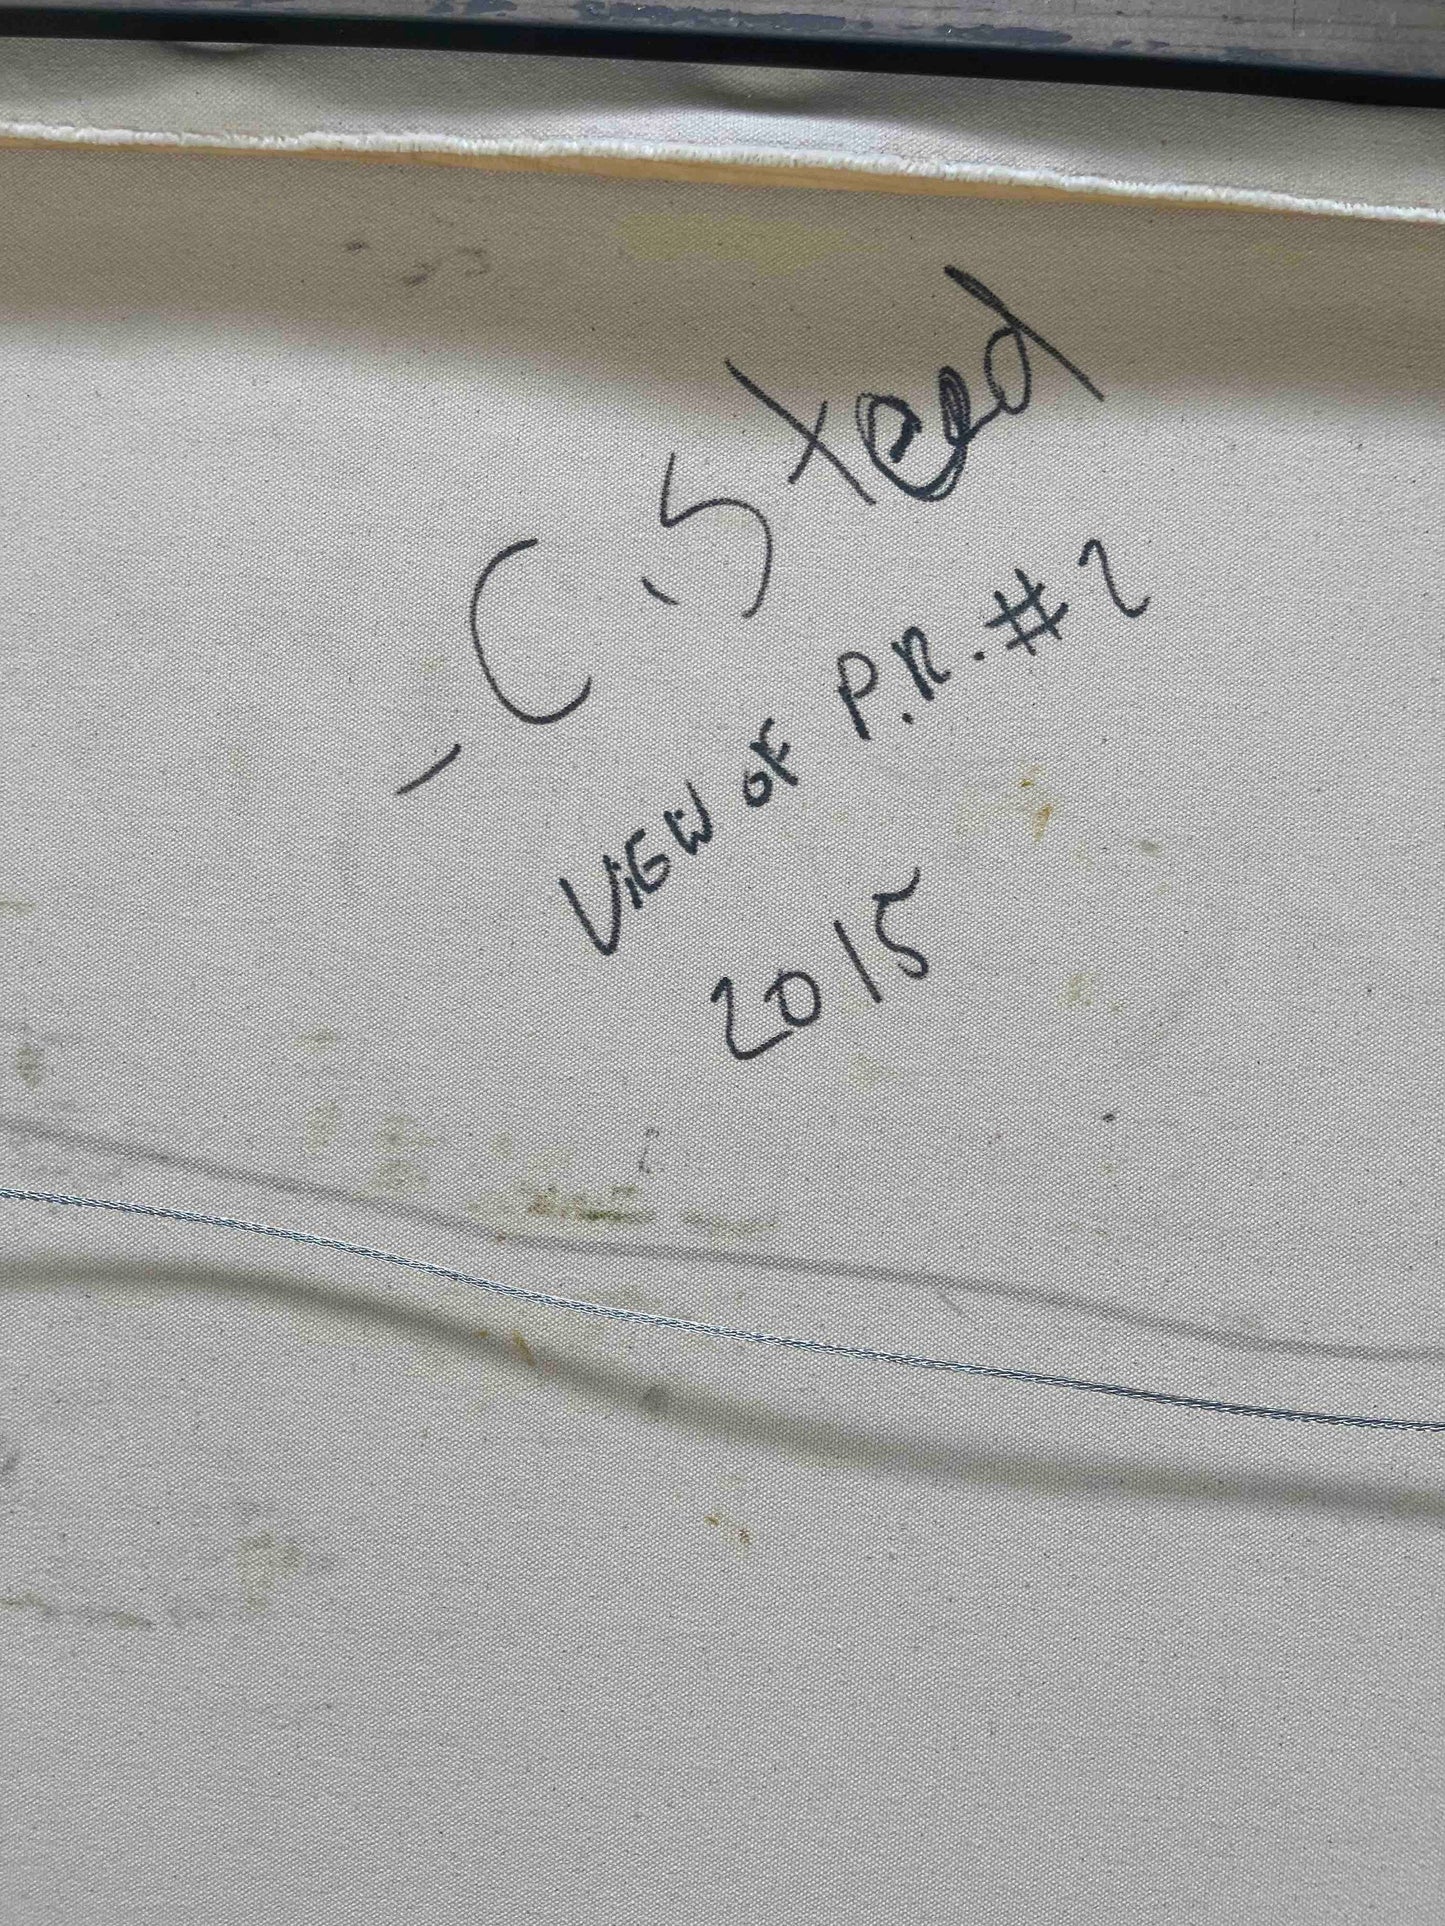 - C. Steed
VIEW OF P.R. #2
2015